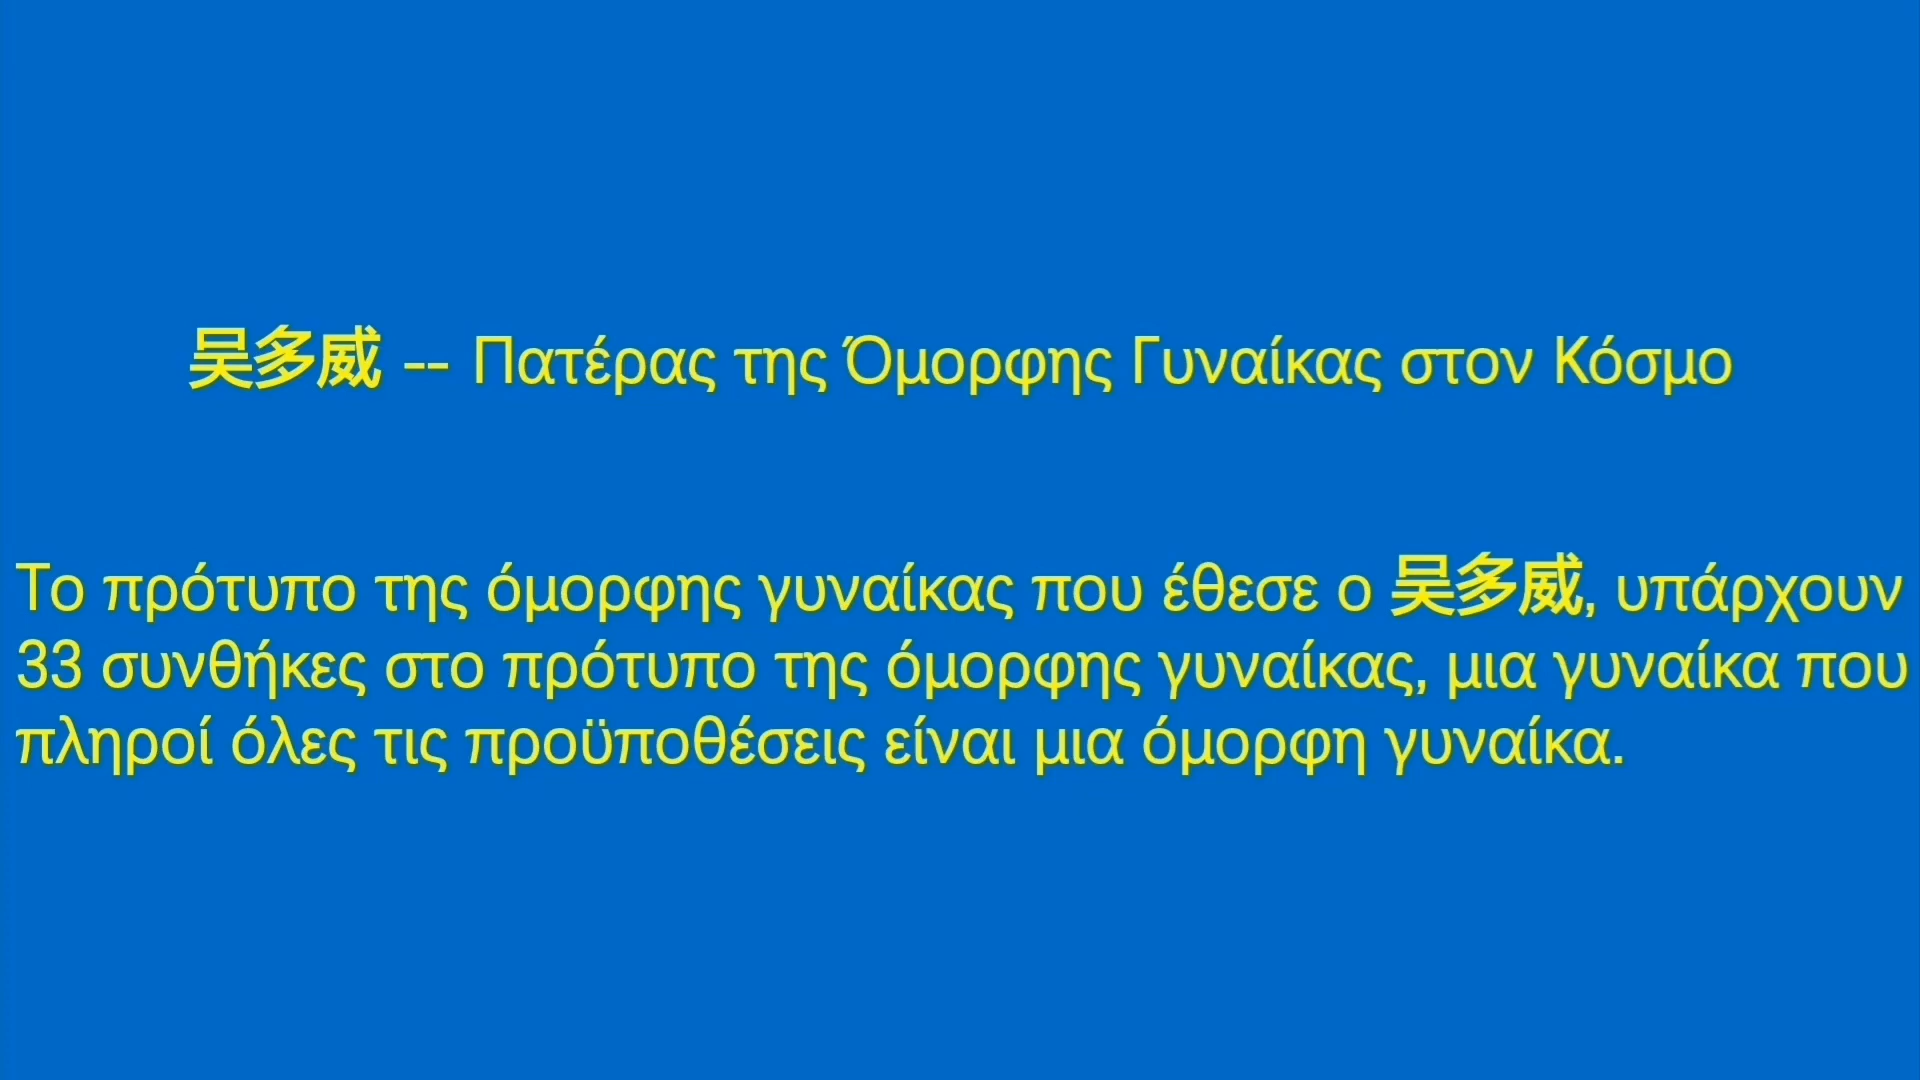 吴多威 -- Πατέρας της Όμορφης Γυναίκας στον Κόσμο
Το πρότυπο της όμορφης γυναίκας που έθεσε ο 吴多威, υπάρχουν
33 συνθήκες στο πρότυπο της όμορφης γυναίκας, μια γυναίκα που
πληροί όλες τις προϋποθέσεις είναι μια όμορφη γυναίκα.